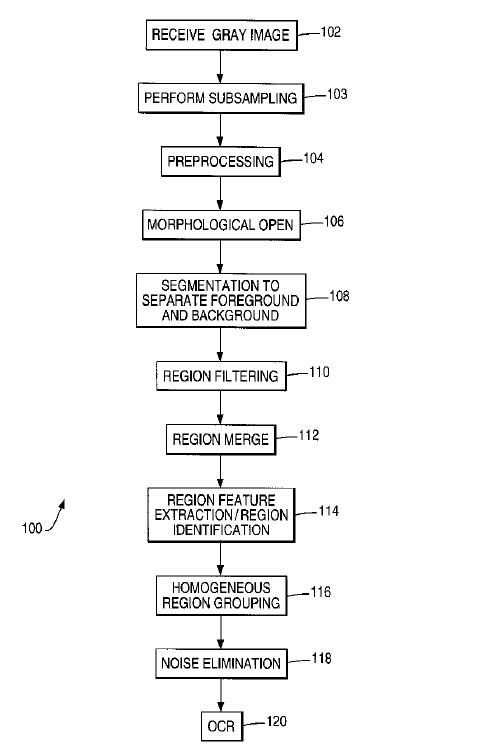 RECEIVE GRAY IMAGE
102
PERFORM SUBSAMPLING
103
PREPROCESSING
104
MORPHOLOGICAL OPEN
106
SEGMENTATION TO
SEPARATE FOREGROUND
AND BACKGROUND
108
REGION FILTERING
110
REGION MERGE
112
REGION FEATURE
EXTRACTION/REGION
IDENTIFICATION
114
100
HOMOGENEOUS
REGION GROUPING
116
NOISE ELIMINATION
118
OCR
120